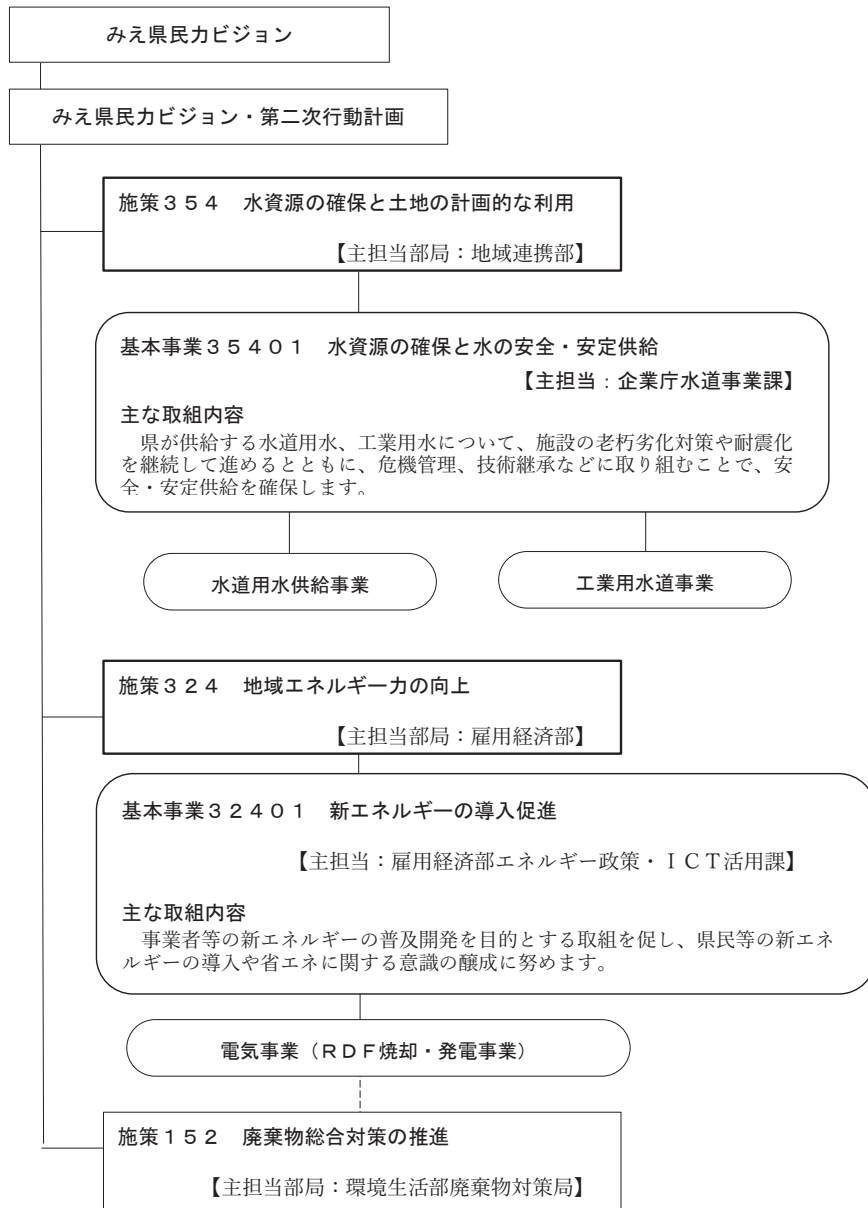 みえ県民力ビジョン
みえ県民力ビジョン・第二次行動計画
施策３５４　水資源の確保と土地の計画的な利用
【主担当部局：地域連携部】
基本事業３５４０１　水資源の確保と水の安全・安定供給
【主担当：企業庁水道事業課】
主な取組内容
　県が供給する水道用水、工業用水について、施設の老朽劣化対策や耐震化
を継続して進めるとともに、危機管理、技術継承などに取り組むことで、安
全・安定供給を確保します。
水道用水供給事業
工業用水道事業
施策３２４　地域エネルギー力の向上
【主担当部局：雇用経済部】
基本事業３２４０１　新エネルギーの導入促進
【主担当：雇用経済部エネルギー政策・ＩＣＴ活用課】
主な取組内容
　事業者等の新エネルギーの普及開発を目的とする取組を促し、県民等の新エネ
ルギーの導入や省エネに関する意識の醸成に努めます。
電気事業（ＲＤＦ焼却・発電事業）
施策１５２　廃棄物総合対策の推進
【主担当部局：環境生活部廃棄物対策局】